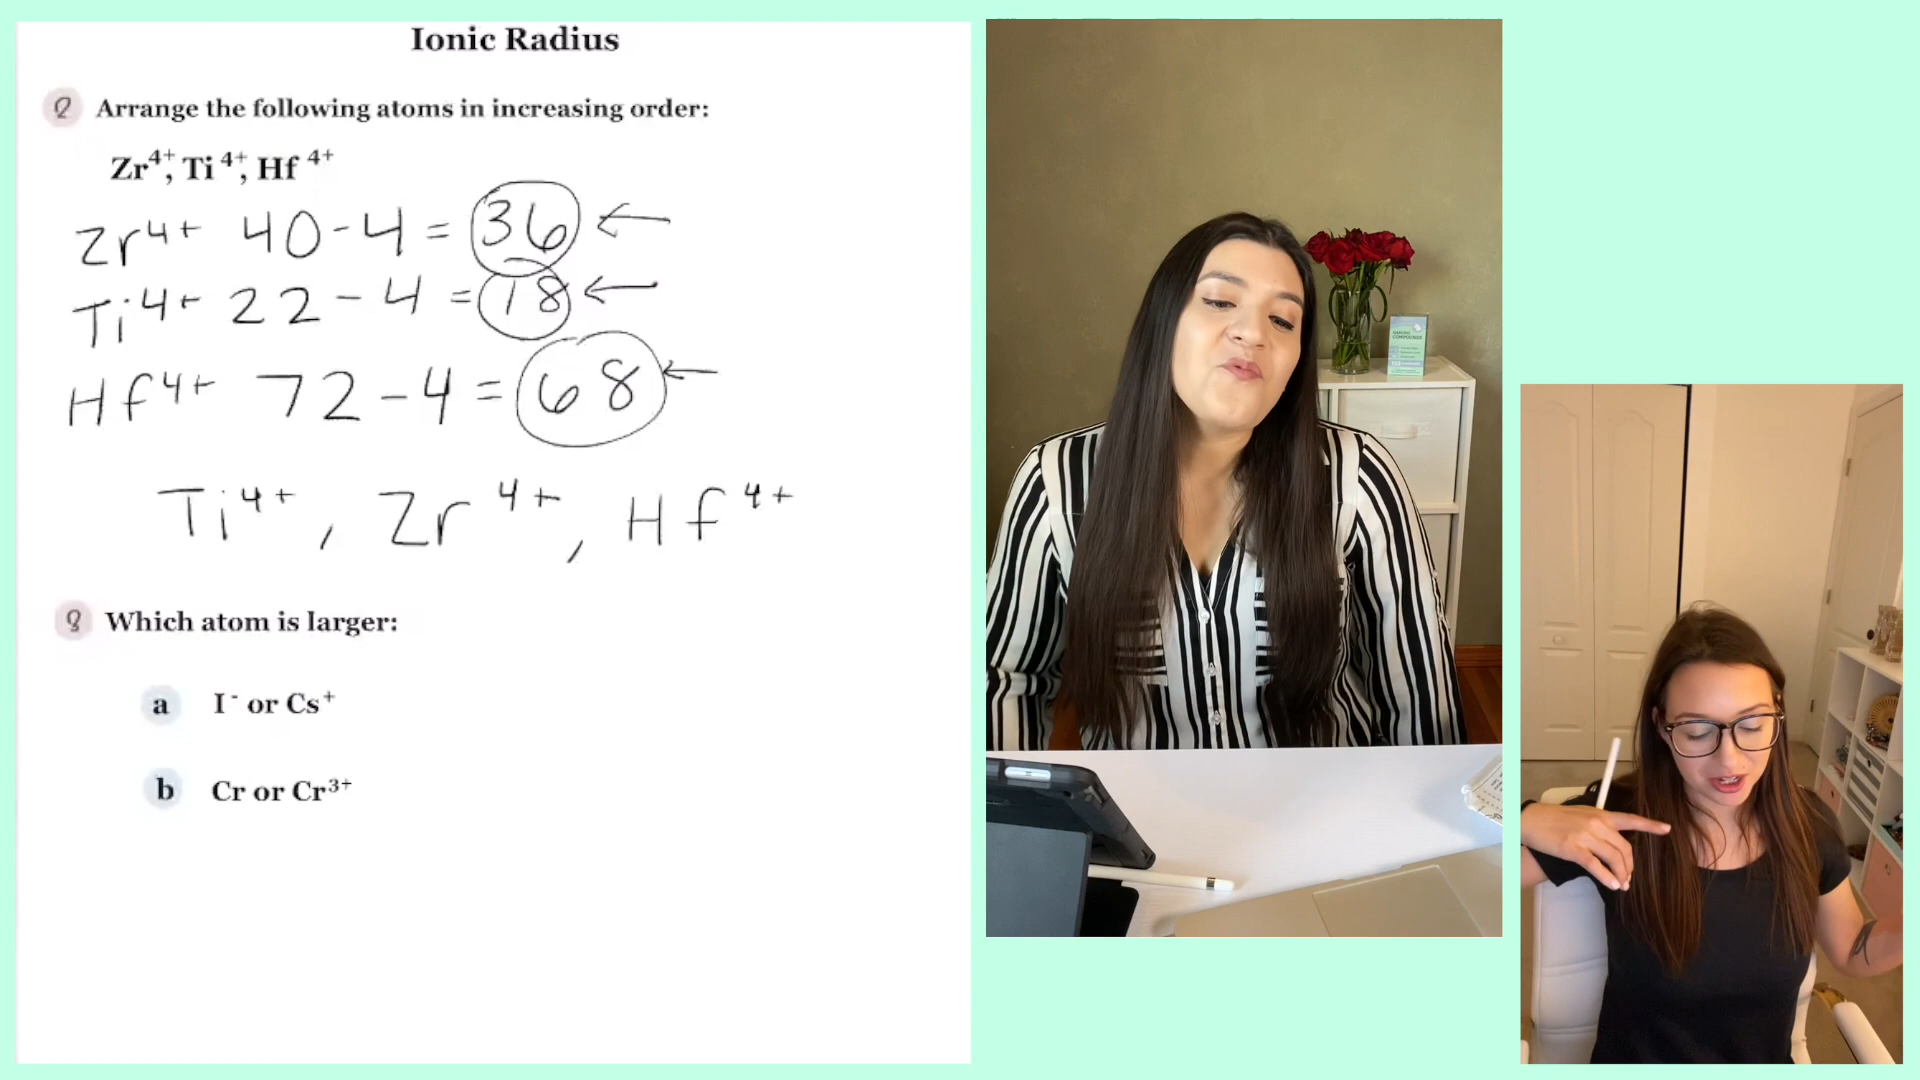 Ionic Radius
Q Arrange the following atoms in increasing order:
Zr⁴⁺, Ti⁴⁺, Hf⁴⁺
Zr⁴⁺ 40 - 4 = 36 ←
Ti⁴⁺ 22 - 4 = 18 ←
Hf⁴⁺ 72 - 4 = 68 ←
Ti⁴⁺, Zr⁴⁺, Hf⁴⁺
Q Which atom is larger:
a I⁻ or Cs⁺
b Cr or Cr³⁺